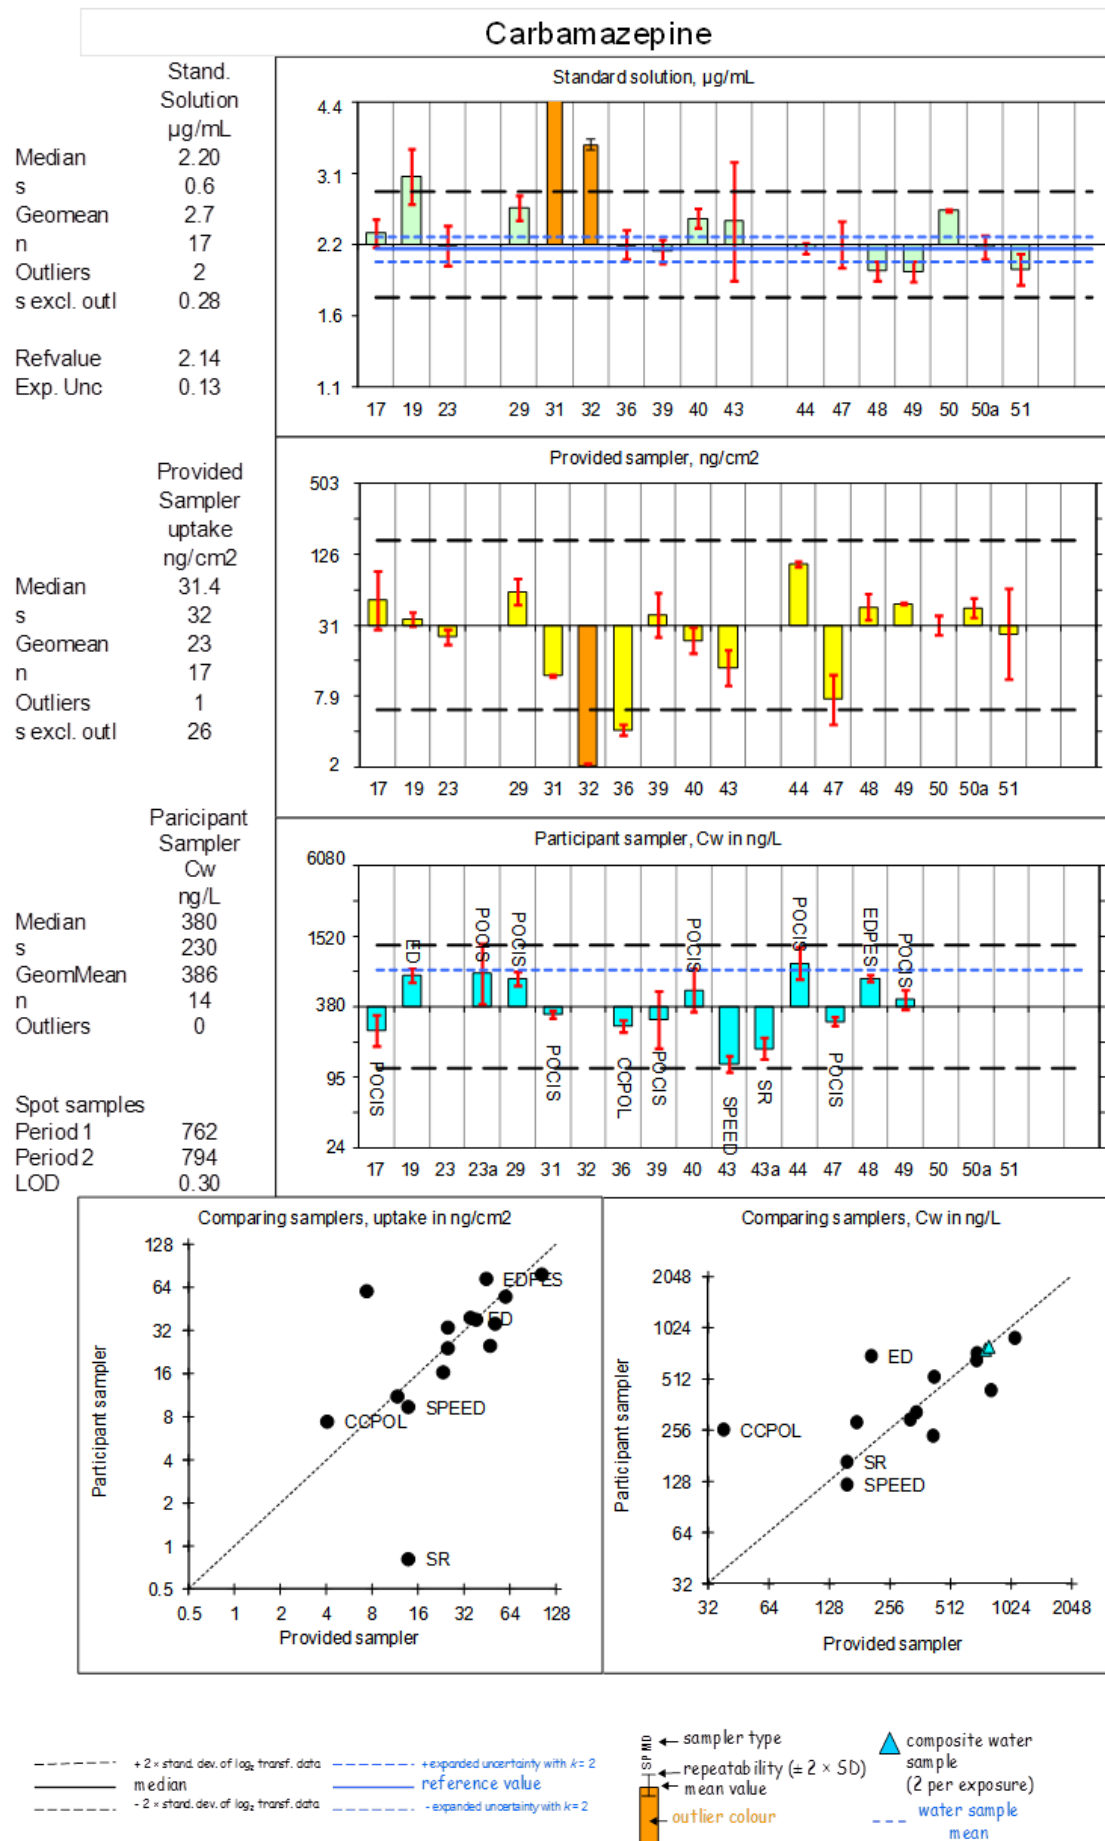 Carbamazepine
Stand.
Solution
µg/mL
Median 2.20
s 0.6
Geomean 2.7
n 17
Outliers 2
s excl. outl 0.28
Refvalue 2.14
Exp. Unc 0.13
Standard solution, µg/mL
4.4
3.1
2.2
1.6
1.1
17 19 23 29 31 32 36 39 40 43 44 47 48 49 50 50a 51
Provided
Sampler
uptake
ng/cm2
Median 31.4
s 32
Geomean 23
n 17
Outliers 1
s excl. outl 26
Provided sampler, ng/cm2
503
126
31
7.9
2
17 19 23 29 31 32 36 39 40 43 44 47 48 49 50 50a 51
Paricipant
Sampler
Cw
ng/L
Median 380
s 230
GeomMean 386
n 14
Outliers 0
Spot samples
Period 1 762
Period 2 794
LOD 0.30
Participant sampler, Cw in ng/L
6080
1520
380
95
24
POCIS
ED
POCIS
POCIS
POCIS
CCPOL
POCIS
POCIS
SPEED
SR
POCIS
POCIS
EDPES
POCIS
17 19 23 23a 29 31 32 36 39 40 43 43a 44 47 48 49 50 50a 51
Comparing samplers, uptake in ng/cm2
Participant sampler
128
64
32
16
8
4
2
1
0.5
EDPES
ED
SPEED
CCPOL
SR
0.5 1 2 4 8 16 32 64 128
Provided sampler
Comparing samplers, Cw in ng/L
Participant sampler
2048
1024
512
256
128
64
32
ED
CCPOL
SR
SPEED
32 64 128 256 512 1024 2048
Provided sampler
+ 2 × stand. dev. of log₂ transf. data
median
- 2 × stand. dev. of log₂ transf. data
+ expanded uncertainty with k = 2
reference value
- expanded uncertainty with k = 2
SPMD
sampler type
repeatability (± 2 × SD)
mean value
outlier colour
composite water
sample
(2 per exposure)
water sample
mean